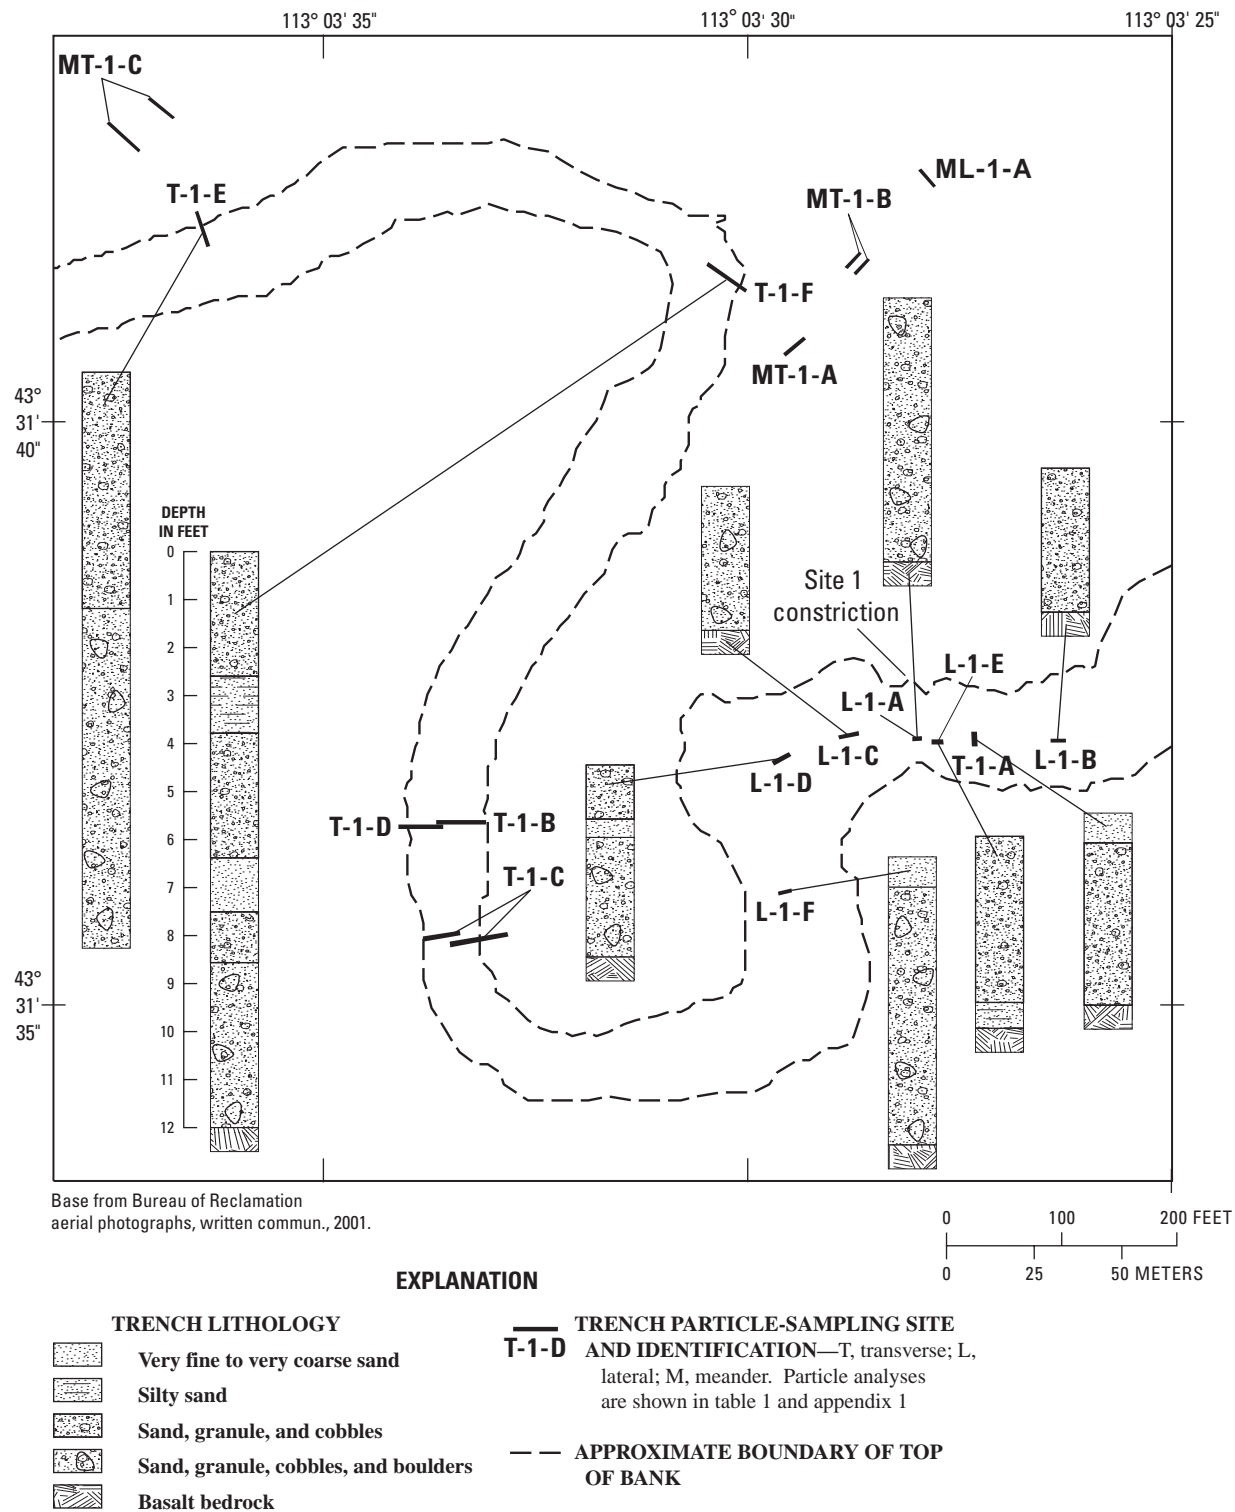 113° 03' 35"
113° 03' 30"
113° 03' 25"
MT-1-C
T-1-E
ML-1-A
MT-1-B
T-1-F
MT-1-A
43°
31'
40"
DEPTH
IN FEET
0
1
2
3
4
5
6
7
8
9
10
11
12
Site 1
constriction
L-1-E
L-1-A
L-1-C
T-1-A
L-1-B
L-1-D
T-1-D
T-1-B
T-1-C
L-1-F
43°
31'
35"
Base from Bureau of Reclamation
aerial photographs, written commun., 2001.
0 100 200 FEET
0 25 50 METERS
EXPLANATION
TRENCH LITHOLOGY
Very fine to very coarse sand
Silty sand
Sand, granule, and cobbles
Sand, granule, cobbles, and boulders
Basalt bedrock
T-1-D
TRENCH PARTICLE-SAMPLING SITE
AND IDENTIFICATION—T, transverse; L,
lateral; M, meander. Particle analyses
are shown in table 1 and appendix 1
APPROXIMATE BOUNDARY OF TOP
OF BANK